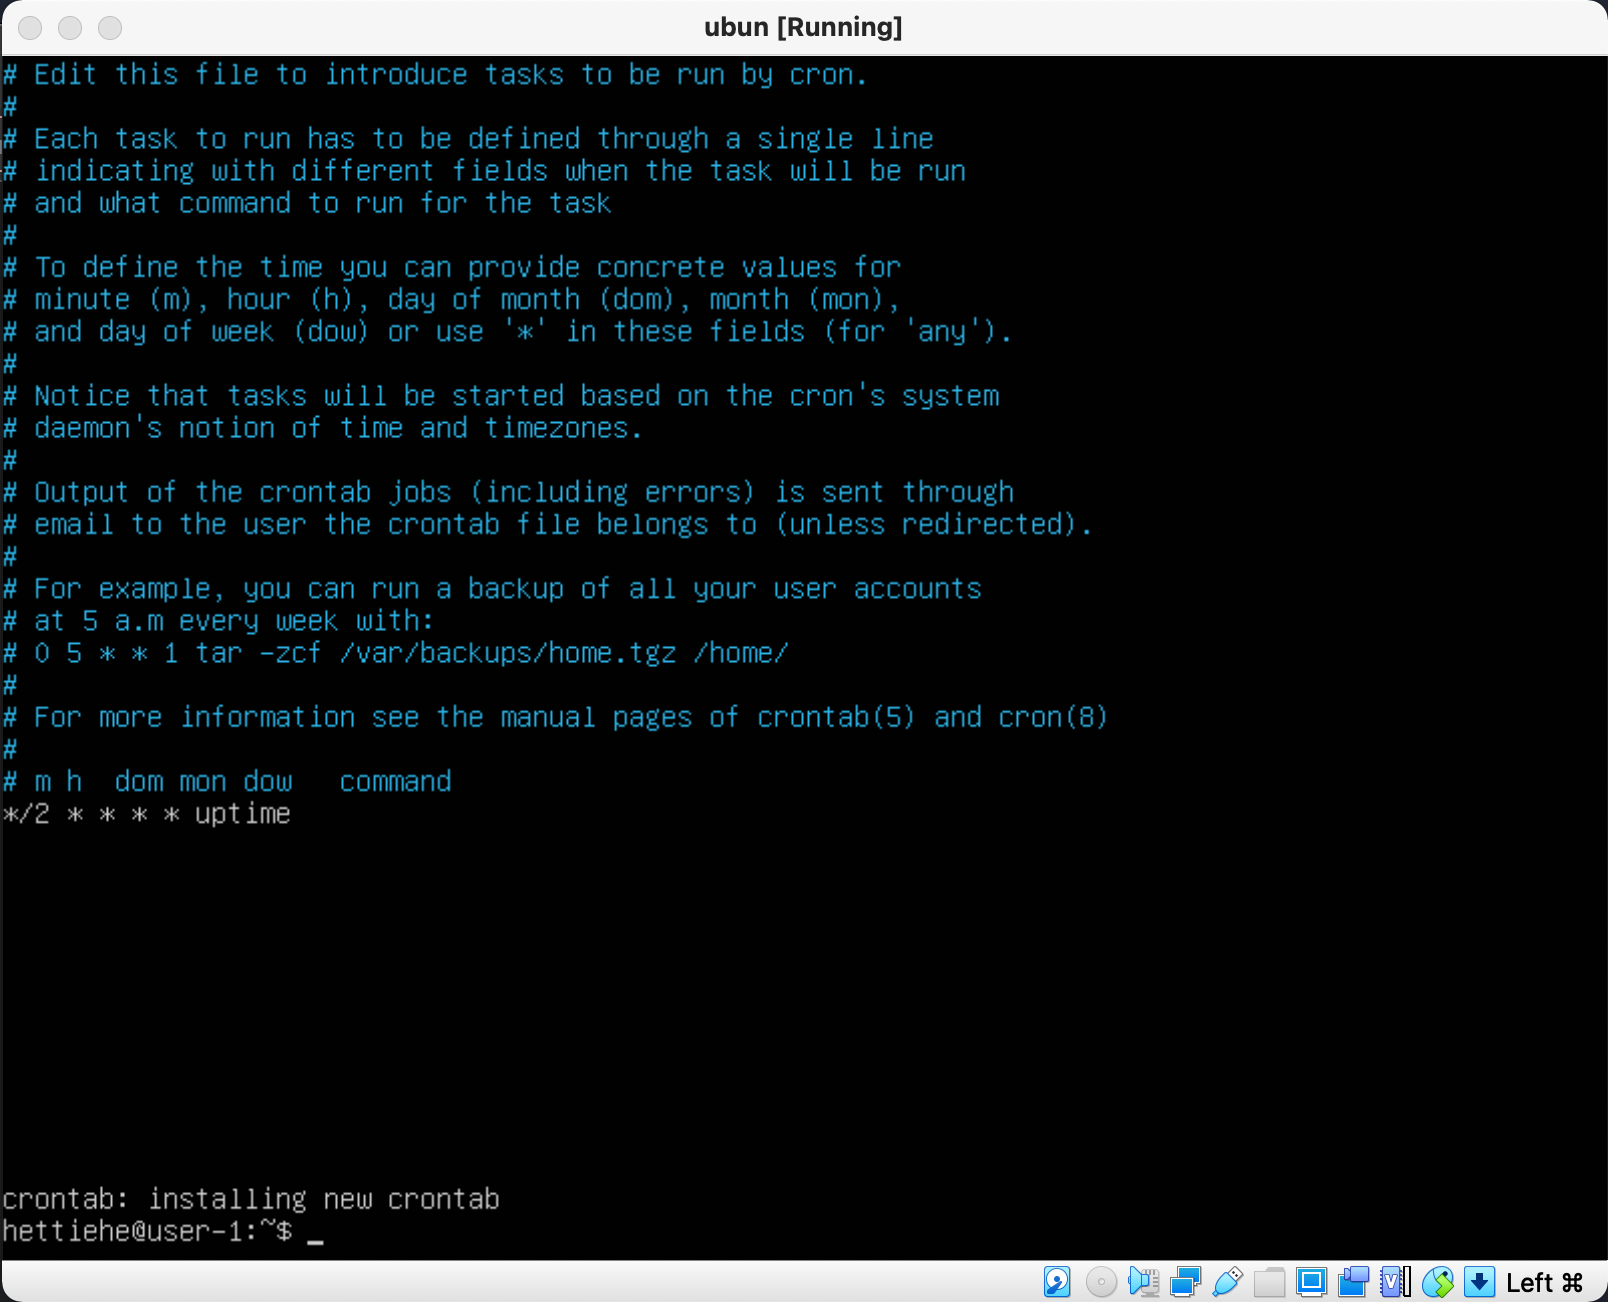 ubun [Running]
# Edit this file to introduce tasks to be run by cron.
#
# Each task to run has to be defined through a single line
# indicating with different fields when the task will be run
# and what command to run for the task
#
# To define the time you can provide concrete values for
# minute (m), hour (h), day of month (dom), month (mon),
# and day of week (dow) or use '*' in these fields (for 'any').
#
# Notice that tasks will be started based on the cron's system
# daemon's notion of time and timezones.
#
# Output of the crontab jobs (including errors) is sent through
# email to the user the crontab file belongs to (unless redirected).
#
# For example, you can run a backup of all your user accounts
# at 5 a.m every week with:
# 0 5 * * 1 tar -zcf /var/backups/home.tgz /home/
#
# For more information see the manual pages of crontab(5) and cron(8)
#
# m h  dom mon dow   command
*/2 * * * * uptime
crontab: installing new crontab
hettiehe@user-1:~$ _
Left ⌘